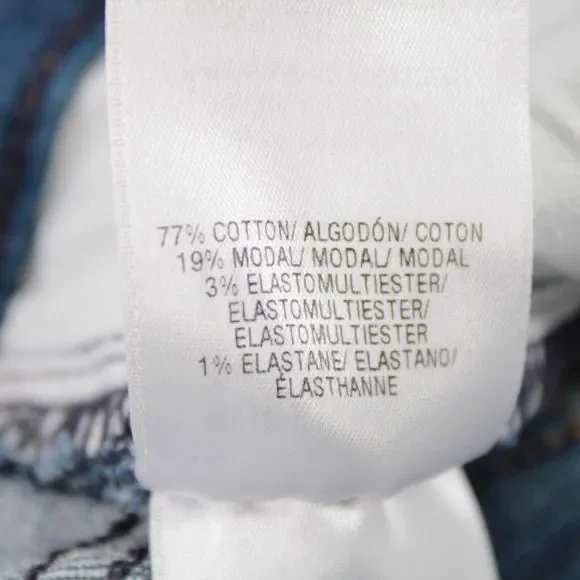 77% COTTON/ ALGODÓN/ COTON
19% MODAL/ MODAL/ MODAL
3% ELASTOMULTIESTER/
ELASTOMULTIESTER/
ELASTOMULTIESTER
1% ELASTANE/ ELASTANO/
ÉLASTHANNE